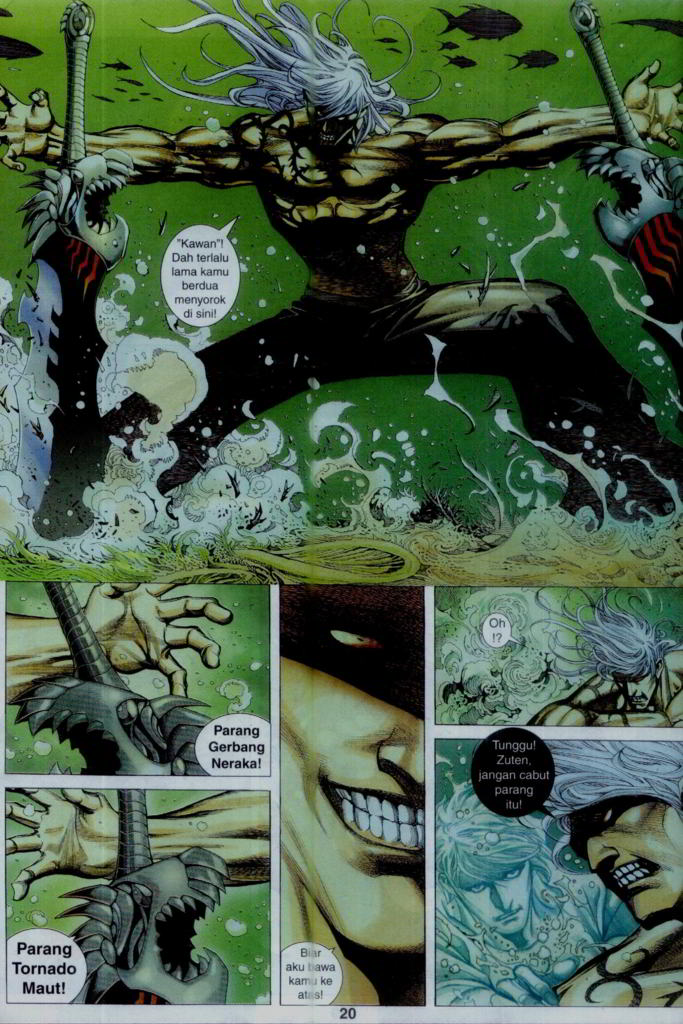 "Kawan"!
Dah terlalu
lama kamu
berdua
menyorok
di sini!
Parang
Gerbang
Neraka!
Parang
Tornado
Maut!
Biar
aku bawa
kamu ke
atas!
Oh
!?
Tunggu!
Zuten,
jangan cabut
parang
itu!
20